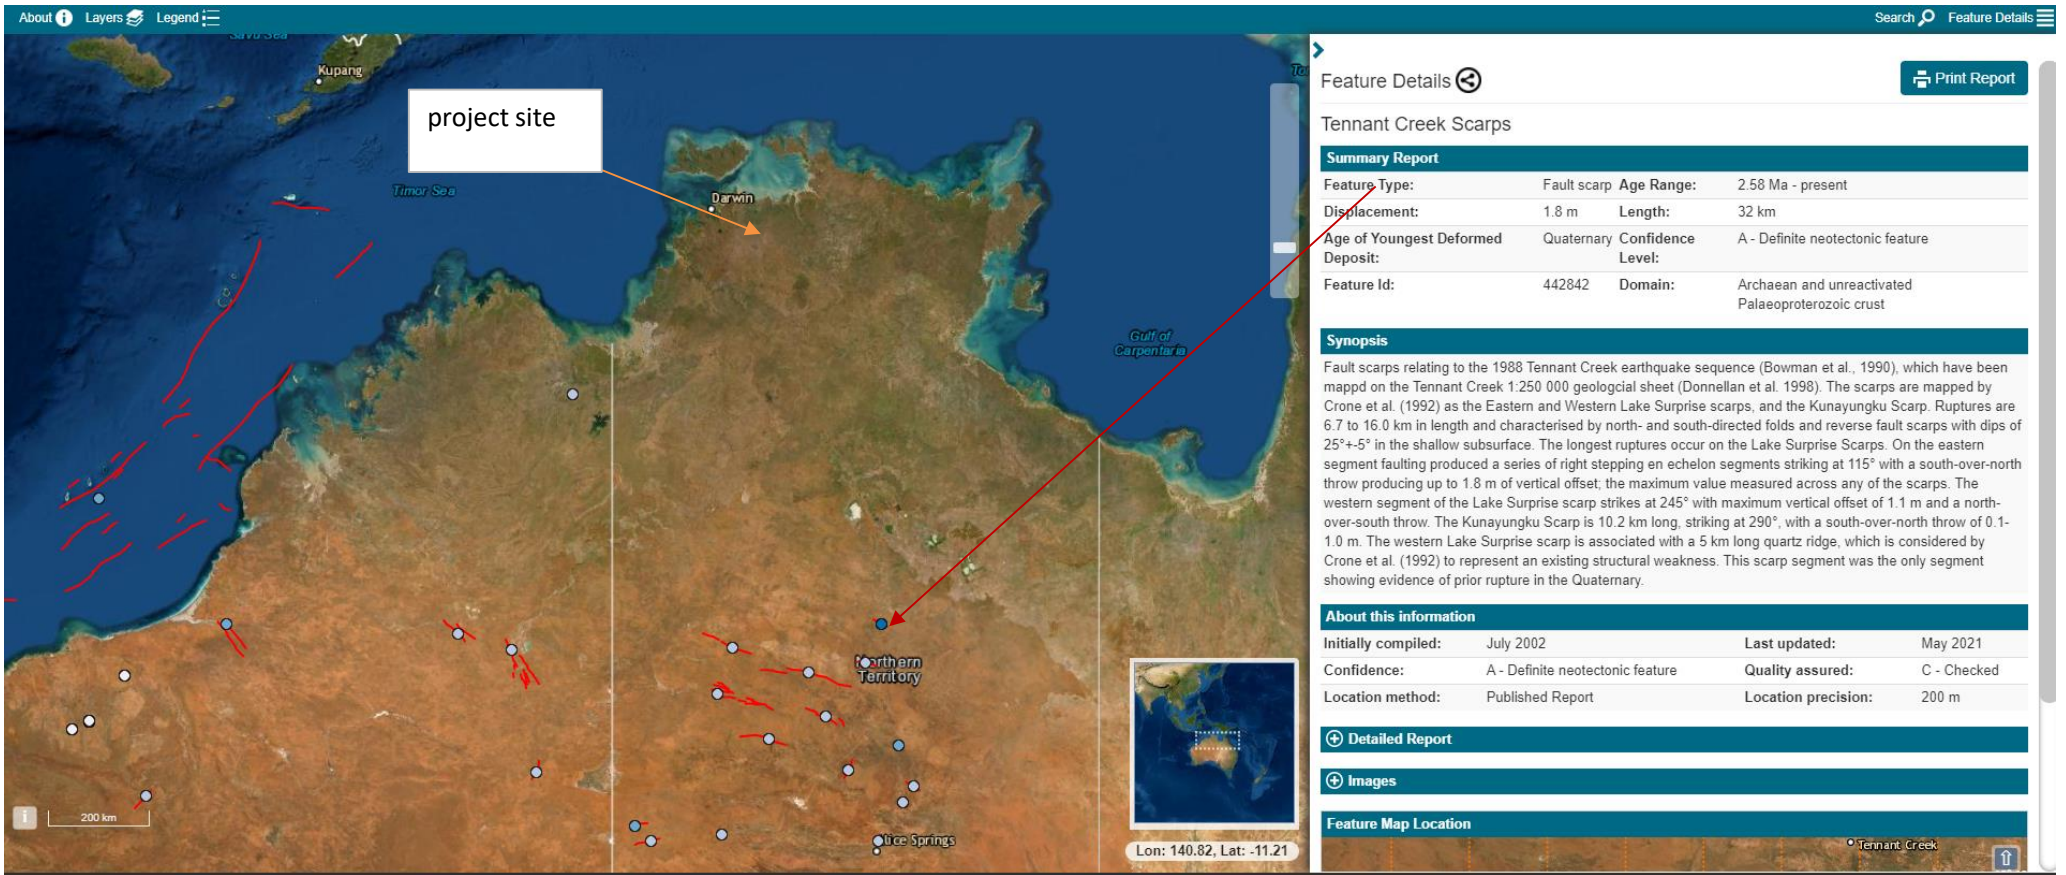 About Layers Legend
Search Feature Details
Savu Sea
Kupang
project site
Timor Sea
Darwin
Gulf of
Carpentaria
Northern
Territory
Alice Springs
i
200 km
Lon: 140.82, Lat: -11.21
Feature Details
Print Report
Tennant Creek Scarps
Summary Report
Feature Type: Fault scarp Age Range: 2.58 Ma - present
Displacement: 1.8 m Length: 32 km
Age of Youngest Deformed Quaternary Confidence A - Definite neotectonic feature
Deposit: Level:
Feature Id: 442842 Domain: Archaean and unreactivated
Palaeoproterozoic crust
Synopsis
Fault scarps relating to the 1988 Tennant Creek earthquake sequence (Bowman et al., 1990), which have been
mappd on the Tennant Creek 1:250 000 geologcial sheet (Donnellan et al. 1998). The scarps are mapped by
Crone et al. (1992) as the Eastern and Western Lake Surprise scarps, and the Kunayungku Scarp. Ruptures are
6.7 to 16.0 km in length and characterised by north- and south-directed folds and reverse fault scarps with dips of
25°+-5° in the shallow subsurface. The longest ruptures occur on the Lake Surprise Scarps. On the eastern
segment faulting produced a series of right stepping en echelon segments striking at 115° with a south-over-north
throw producing up to 1.8 m of vertical offset; the maximum value measured across any of the scarps. The
western segment of the Lake Surprise scarp strikes at 245° with maximum vertical offset of 1.1 m and a north-
over-south throw. The Kunayungku Scarp is 10.2 km long, striking at 290°, with a south-over-north throw of 0.1-
1.0 m. The western Lake Surprise scarp is associated with a 5 km long quartz ridge, which is considered by
Crone et al. (1992) to represent an existing structural weakness. This scarp segment was the only segment
showing evidence of prior rupture in the Quaternary.
About this information
Initially compiled: July 2002 Last updated: May 2021
Confidence: A - Definite neotectonic feature Quality assured: C - Checked
Location method: Published Report Location precision: 200 m
Detailed Report
Images
Feature Map Location
Tennant Creek